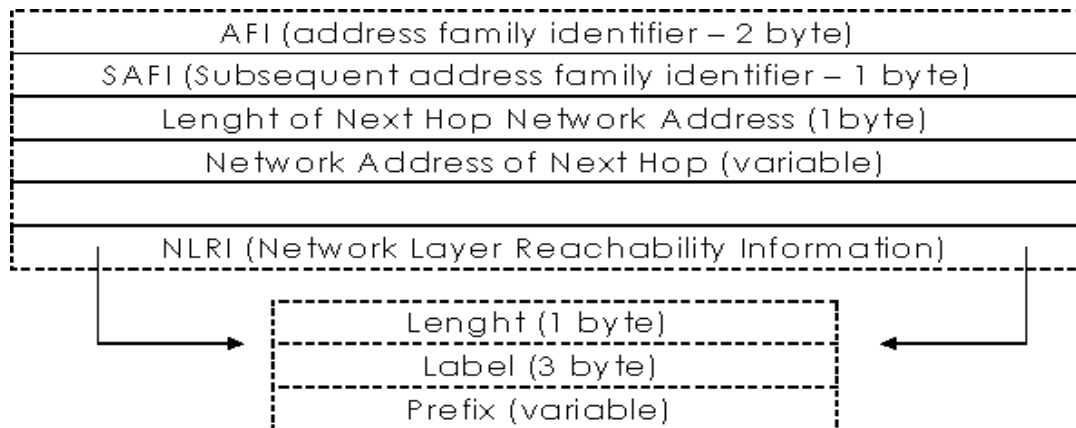 AFI (address family identifier – 2 byte)
SAFI (Subsequent address family identifier – 1 byte)
Lenght of Next Hop Network Address (1byte)
Network Address of Next Hop (variable)
NLRI (Network Layer Reachability Information)
Lenght (1 byte)
Label (3 byte)
Prefix (variable)